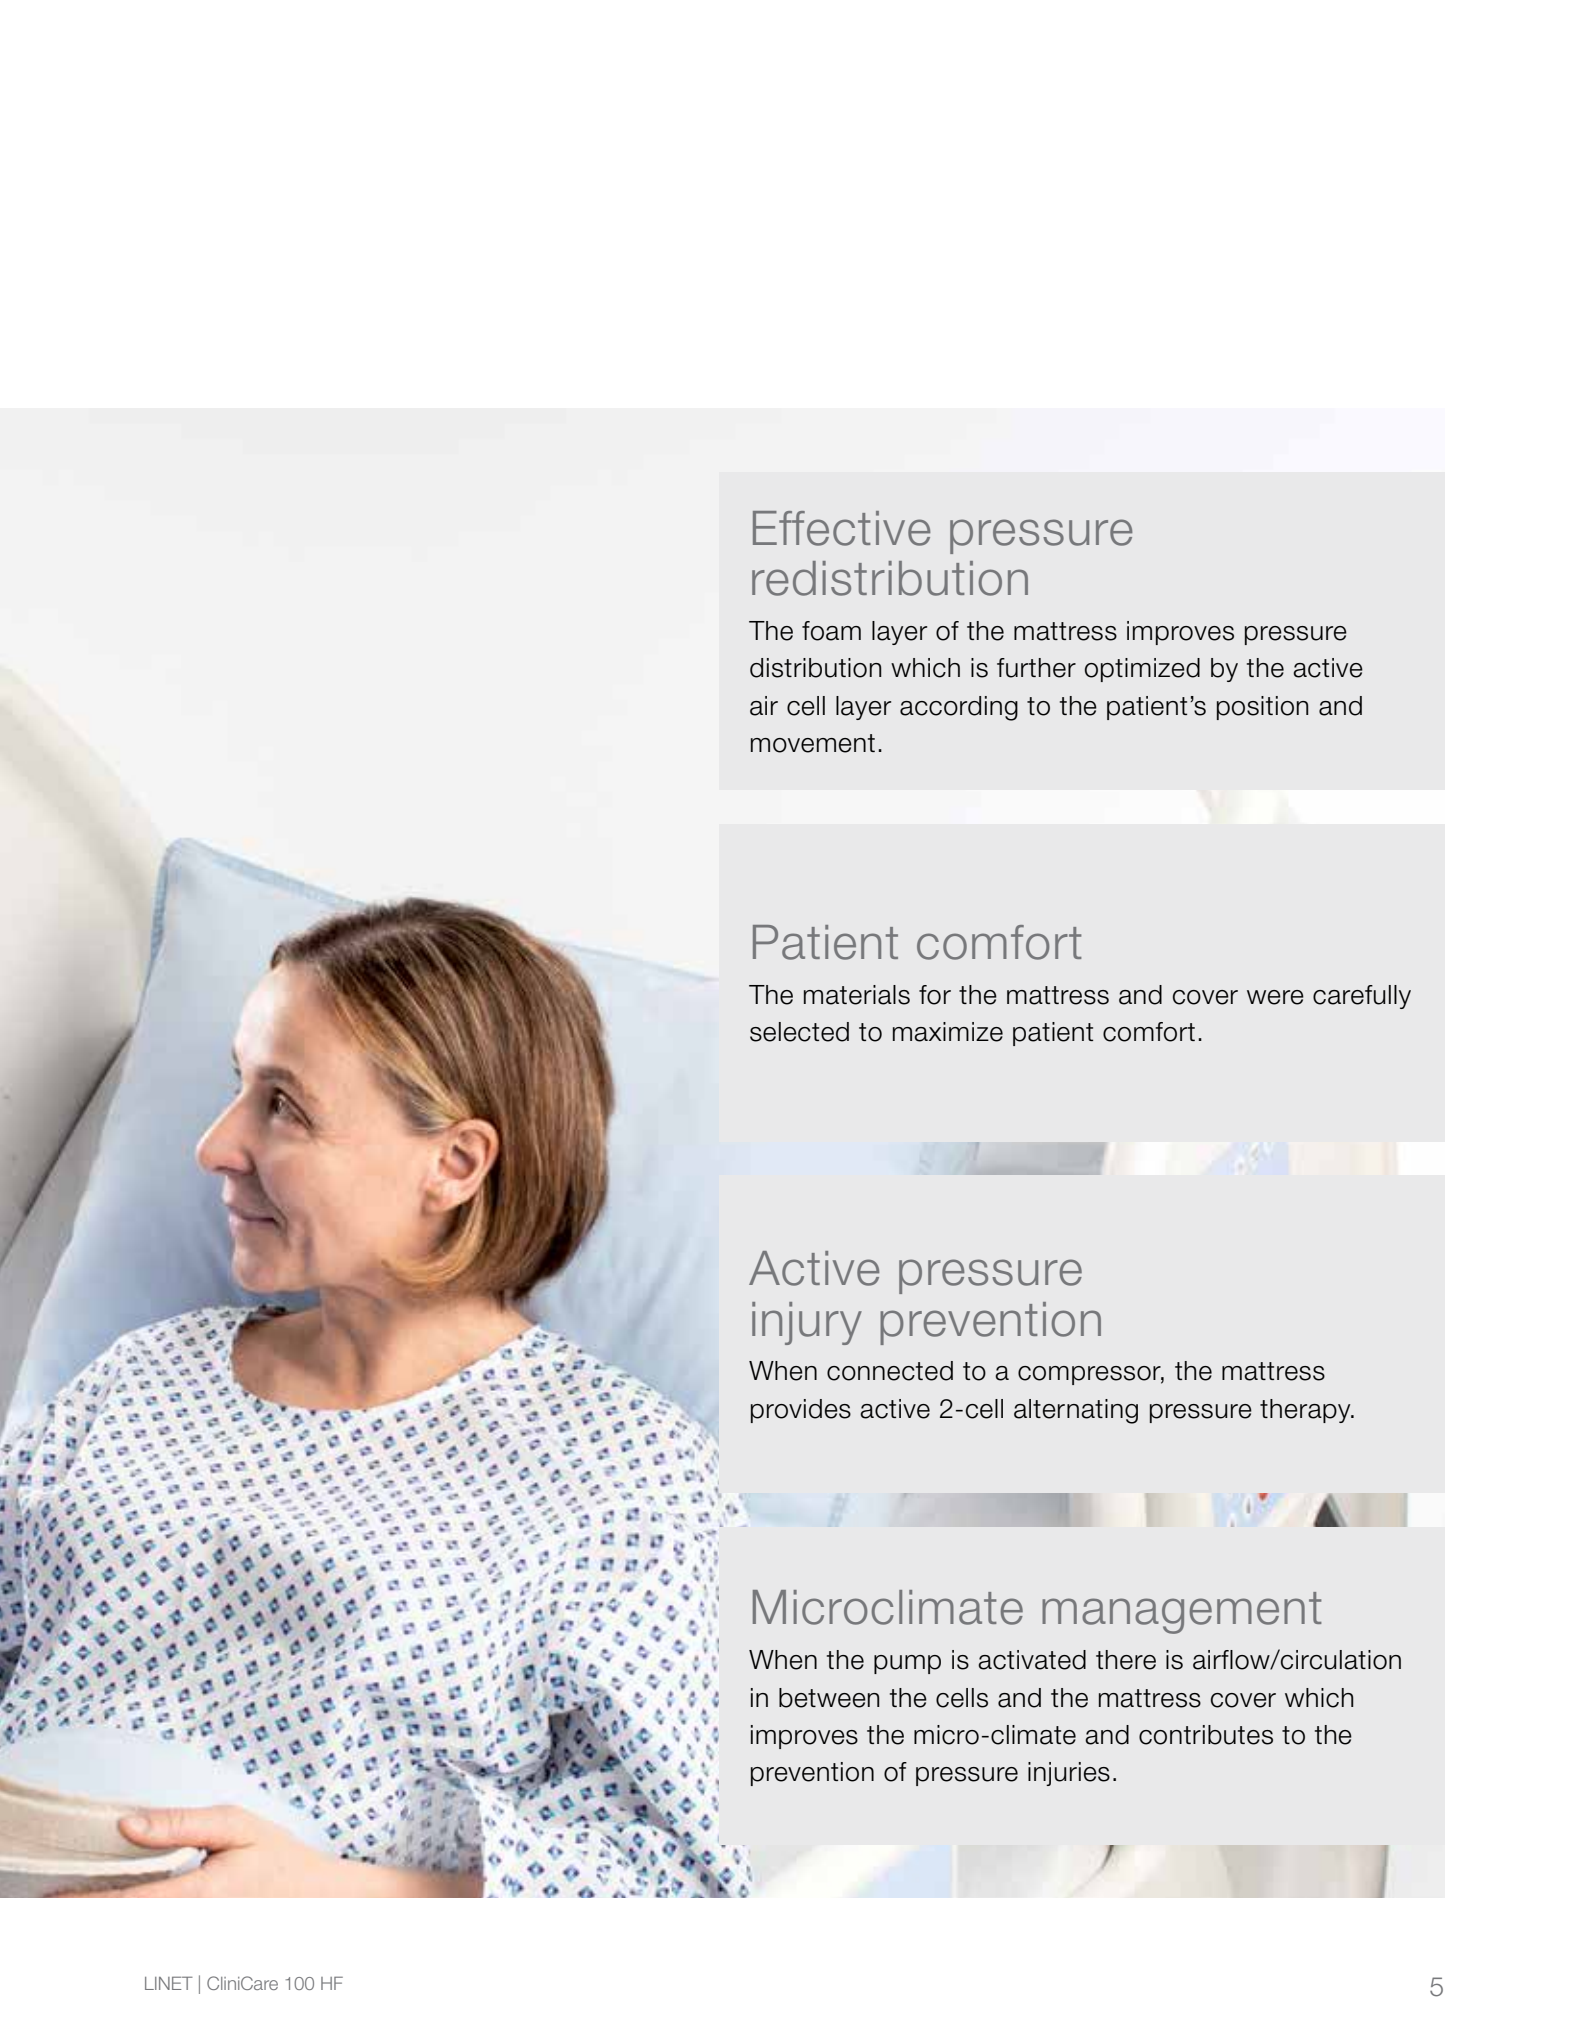 Effective pressure
redistribution
The foam layer of the mattress improves pressure
distribution which is further optimized by the active
air cell layer according to the patient’s position and
movement.
Patient comfort
The materials for the mattress and cover were carefully
selected to maximize patient comfort.
Active pressure
injury prevention
When connected to a compressor, the mattress
provides active 2-cell alternating pressure therapy.
Microclimate management
When the pump is activated there is airflow/circulation
in between the cells and the mattress cover which
improves the micro-climate and contributes to the
prevention of pressure injuries.
LINET | CliniCare 100 HF
5